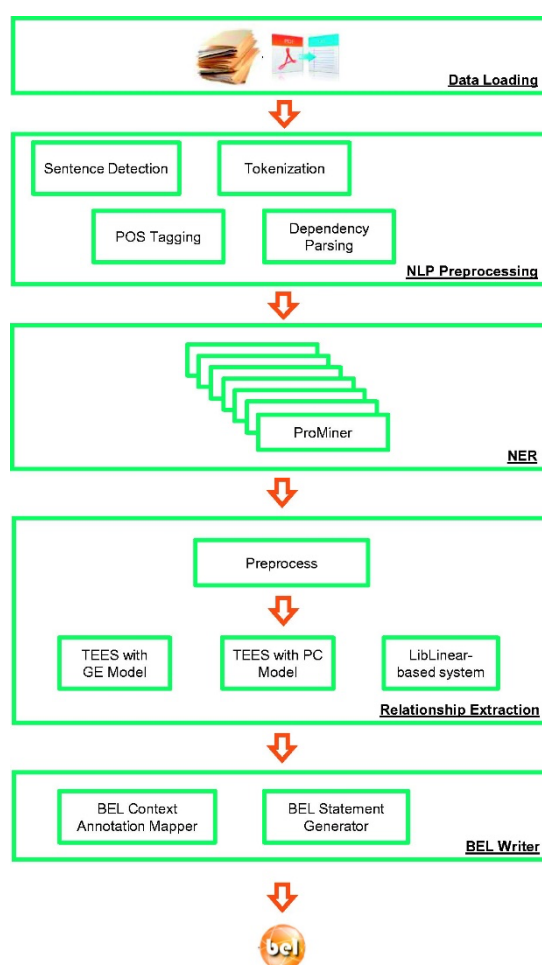 Data Loading
Sentence Detection
Tokenization
POS Tagging
Dependency
Parsing
NLP Preprocessing
ProMiner
NER
Preprocess
TEES with
GE Model
TEES with PC
Model
LibLinear-
based system
Relationship Extraction
BEL Context
Annotation Mapper
BEL Statement
Generator
BEL Writer
bel